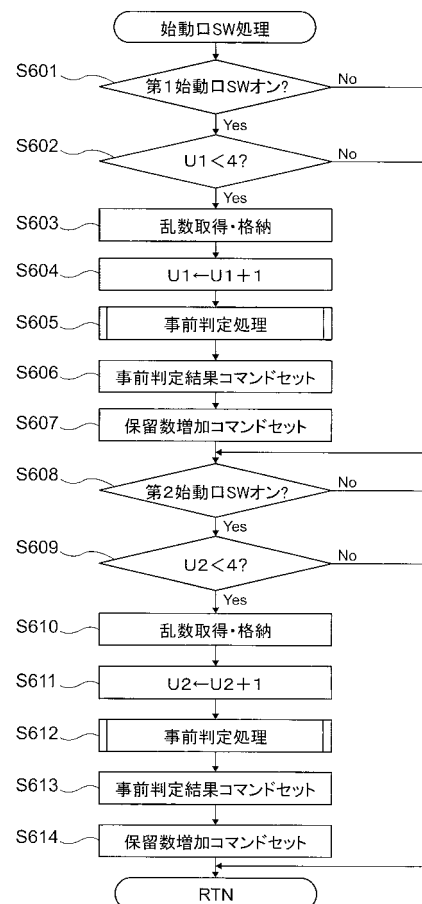 始動口SW処理
S601
第1始動口SWオン?
No
Yes
S602
U1<4?
No
Yes
S603
乱数取得・格納
S604
U1←U1+1
S605
事前判定処理
S606
事前判定結果コマンドセット
S607
保留数増加コマンドセット
S608
第2始動口SWオン?
No
Yes
S609
U2<4?
No
Yes
S610
乱数取得・格納
S611
U2←U2+1
S612
事前判定処理
S613
事前判定結果コマンドセット
S614
保留数増加コマンドセット
RTN